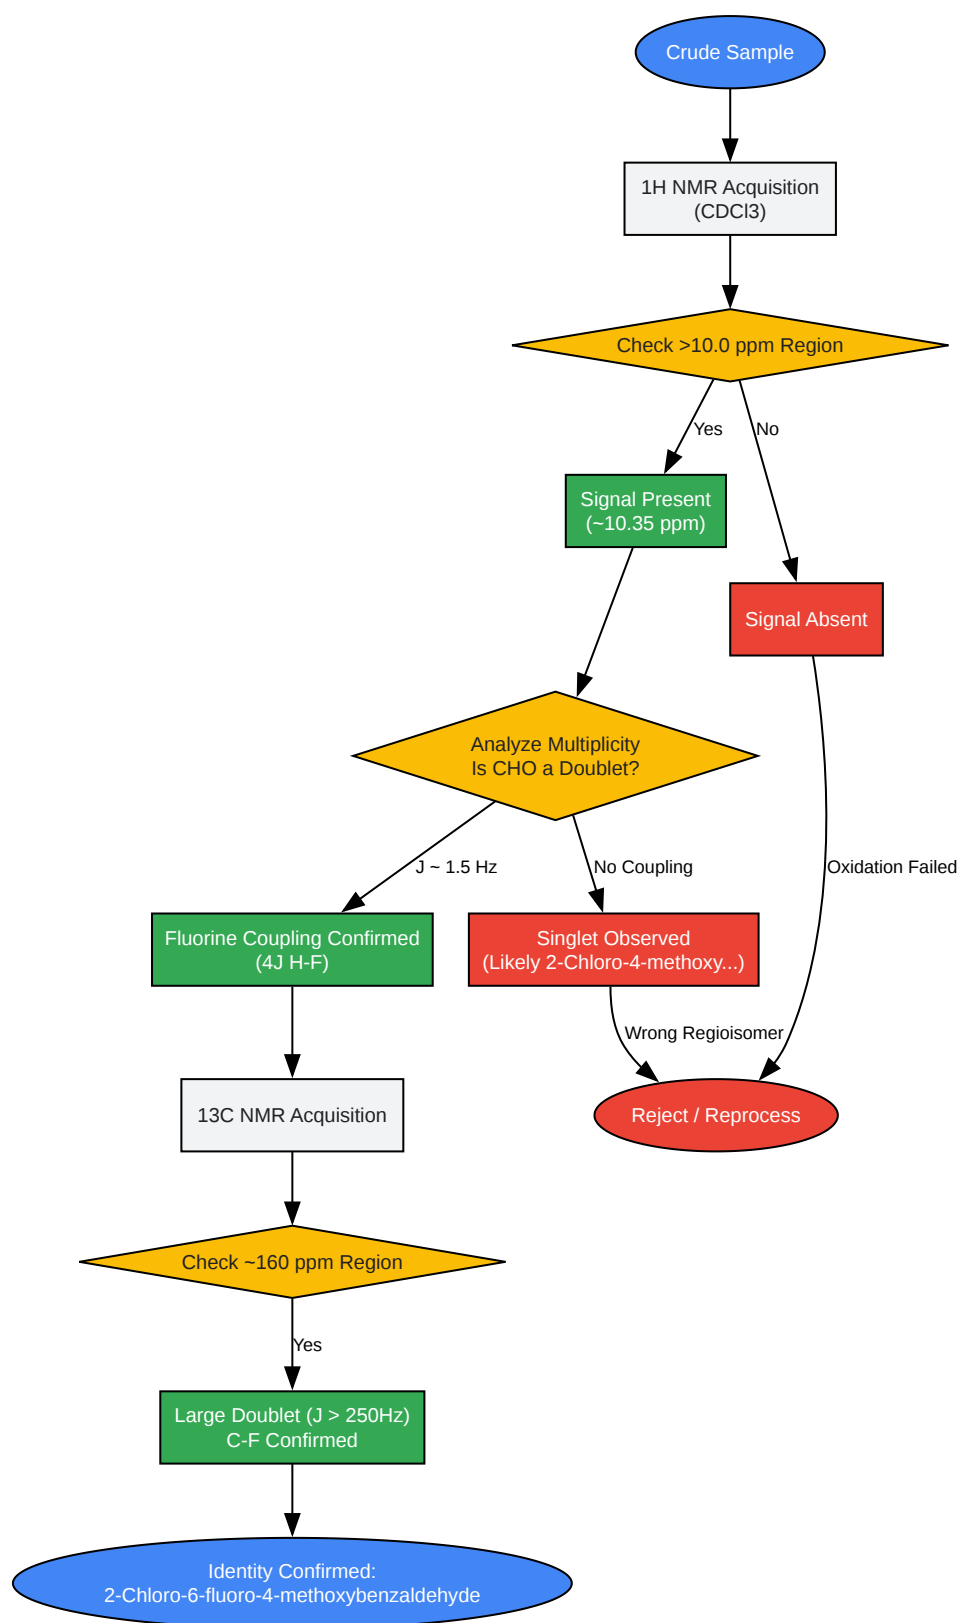 Crude Sample
1H NMR Acquisition
(CDCl3)
Check >10.0 ppm Region
Yes
No
Signal Present
(~10.35 ppm)
Signal Absent
Analyze Multiplicity
Is CHO a Doublet?
J ~ 1.5 Hz
No Coupling
Oxidation Failed
Fluorine Coupling Confirmed
(4J H-F)
Singlet Observed
(Likely 2-Chloro-4-methoxy...)
Wrong Regioisomer
13C NMR Acquisition
Reject / Reprocess
Check ~160 ppm Region
Yes
Large Doublet (J > 250Hz)
C-F Confirmed
Identity Confirmed:
2-Chloro-6-fluoro-4-methoxybenzaldehyde